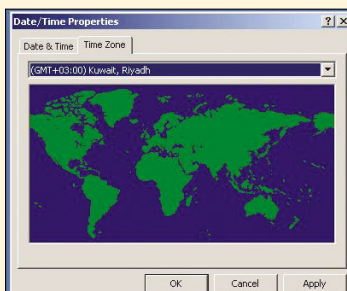 Date/Time Properties
Date & Time
Time Zone
(GMT+03:00) Kuwait, Riyadh
OK
Cancel
Apply